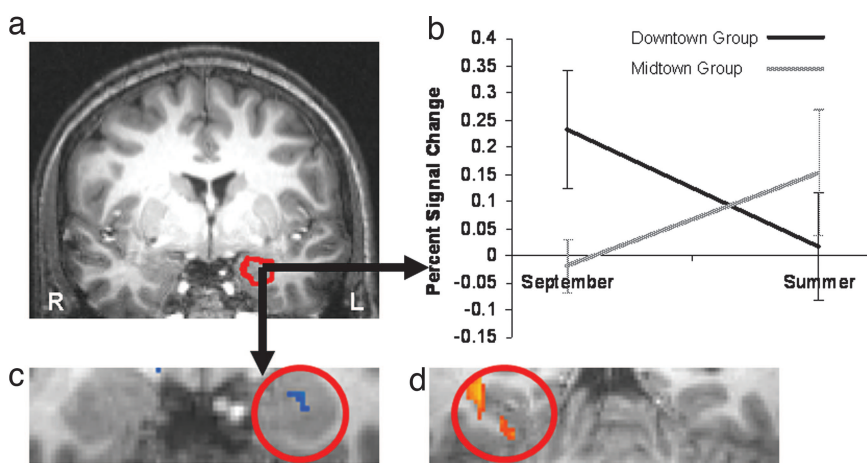 a
R
L
b
0.4
0.35
0.3
0.25
0.2
0.15
0.1
0.05
0
-0.05
-0.1
0.15
Percent Signal Change
Downtown Group
Midtown Group
September
Summer
c
d